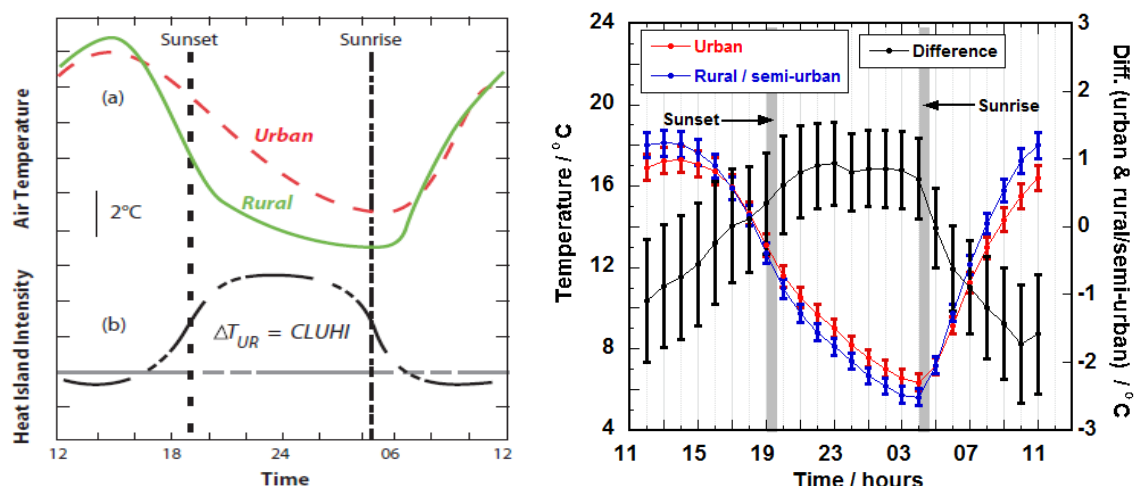 Sunset
Sunrise
(a)
Urban
Rural
2°C
Air Temperature
(b)
ΔT_UR = CLUHI
Heat Island Intensity
12 18 24 06 12
Time
24
20
16
12
8
4
Temperature / °C
Urban
Rural / semi-urban
Difference
Sunset
Sunrise
3
2
1
0
-1
-2
-3
Diff. (urban & rural/semi-urban) / °C
11 15 19 23 03 07 11
Time / hours